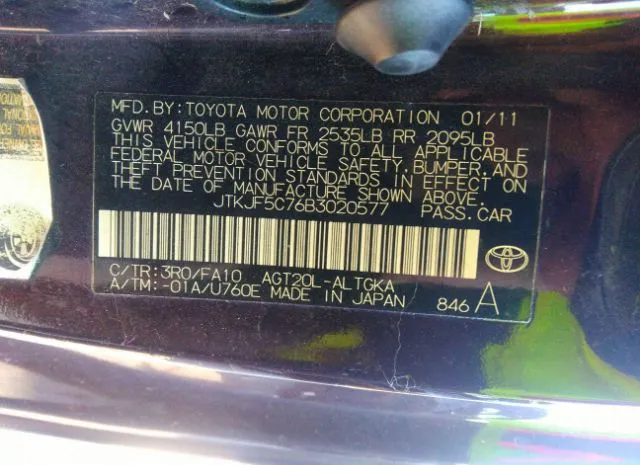 MFD. BY: TOYOTA MOTOR CORPORATION 01/11
GVWR 4150LB GAWR FR 2535LB RR 2095LB
THIS VEHICLE CONFORMS TO ALL APPLICABLE
FEDERAL MOTOR VEHICLE SAFETY, BUMPER, AND
THEFT PREVENTION STANDARDS IN EFFECT ON
THE DATE OF MANUFACTURE SHOWN ABOVE.
JTKJF5C76B3020577 PASS.CAR
C/TR:3R0/FA10 AGT20L-ALTGKA
A/TM:-01A/U760E MADE IN JAPAN
846 A